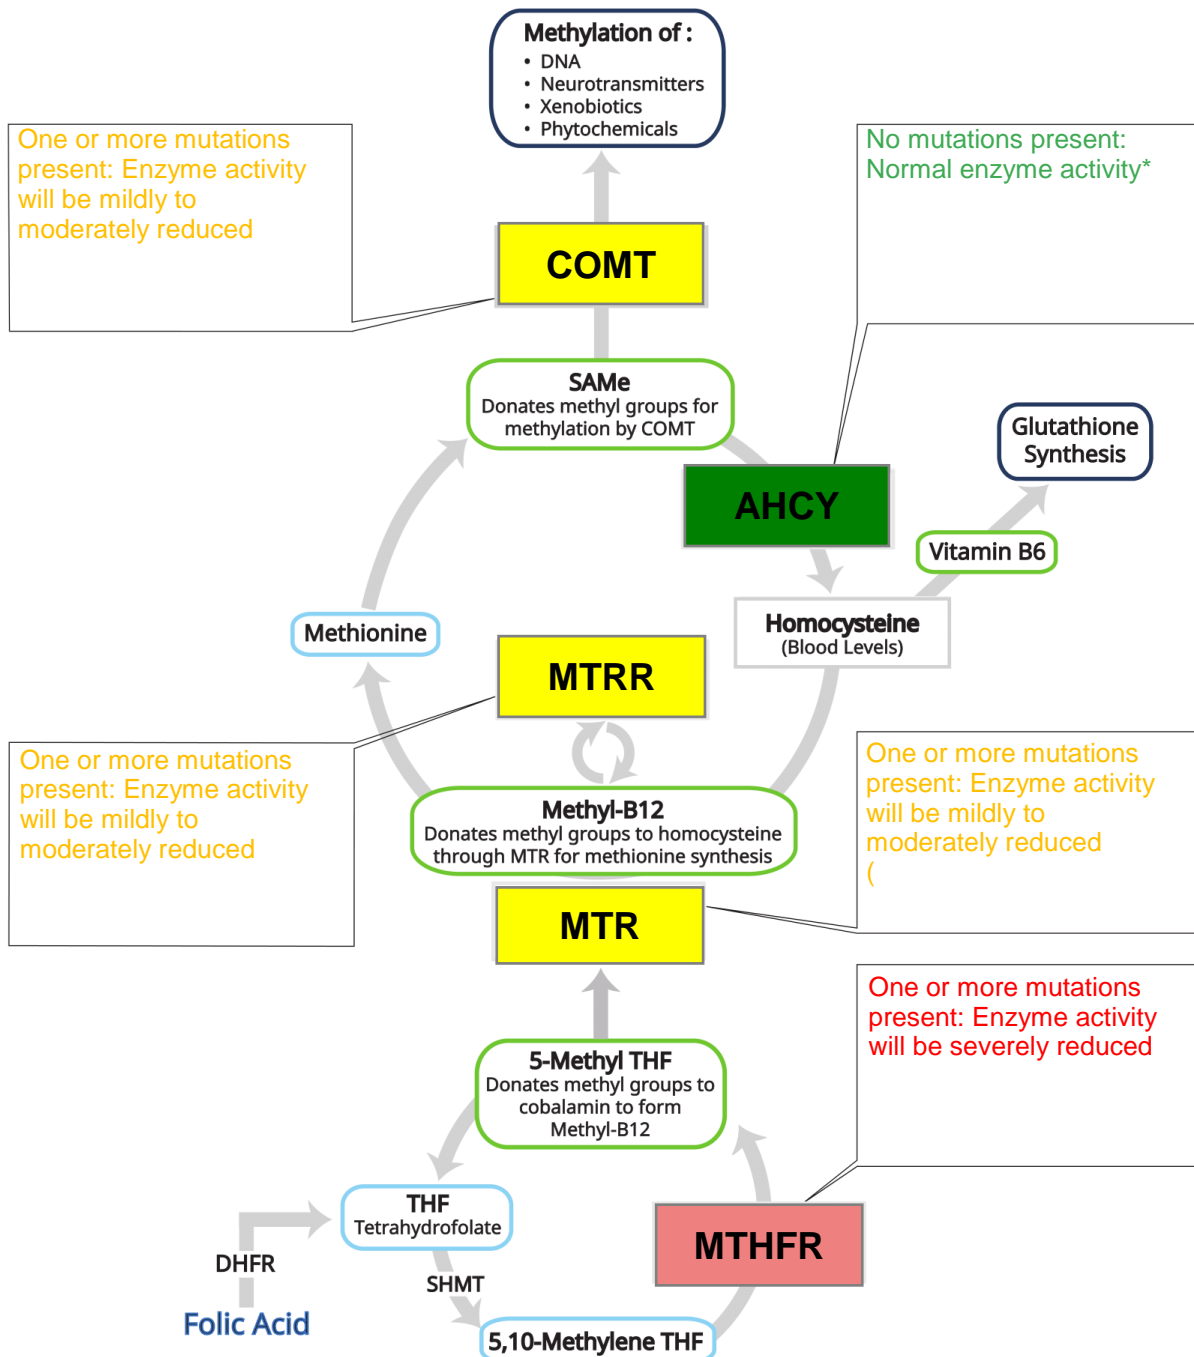 Methylation of :
• DNA
• Neurotransmitters
• Xenobiotics
• Phytochemicals
One or more mutations
present: Enzyme activity
will be mildly to
moderately reduced
No mutations present:
Normal enzyme activity*
COMT
SAMe
Donates methyl groups for
methylation by COMT
Glutathione
Synthesis
AHCY
Vitamin B6
Methionine
Homocysteine
(Blood Levels)
MTRR
One or more mutations
present: Enzyme activity
will be mildly to
moderately reduced
One or more mutations
present: Enzyme activity
will be mildly to
moderately reduced
(
Methyl-B12
Donates methyl groups to homocysteine
through MTR for methionine synthesis
MTR
One or more mutations
present: Enzyme activity
will be severely reduced
5-Methyl THF
Donates methyl groups to
cobalamin to form
Methyl-B12
THF
Tetrahydrofolate
MTHFR
DHFR
SHMT
Folic Acid
5,10-Methylene THF